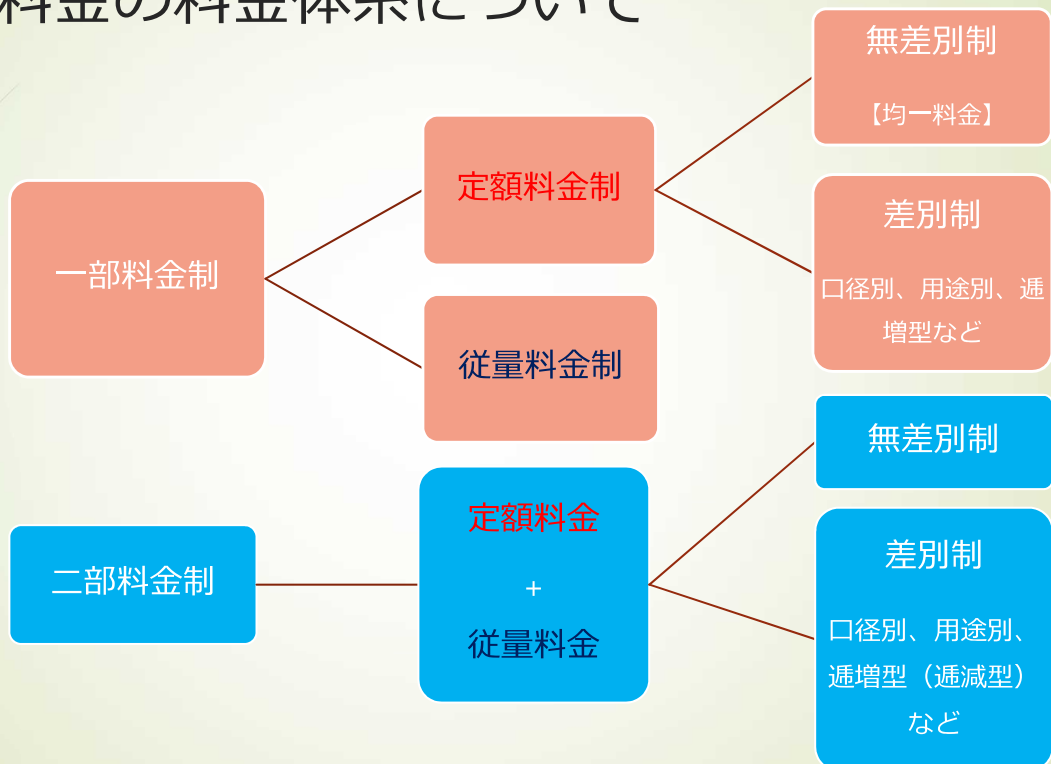 料金の料金体系について
無差別制
【均一料金】
定額料金制
差別制
口径別、用途別、逓
増型など
一部料金制
従量料金制
無差別制
定額料金
+
従量料金
二部料金制
差別制
口径別、用途別、
逓増型（逓減型）
など